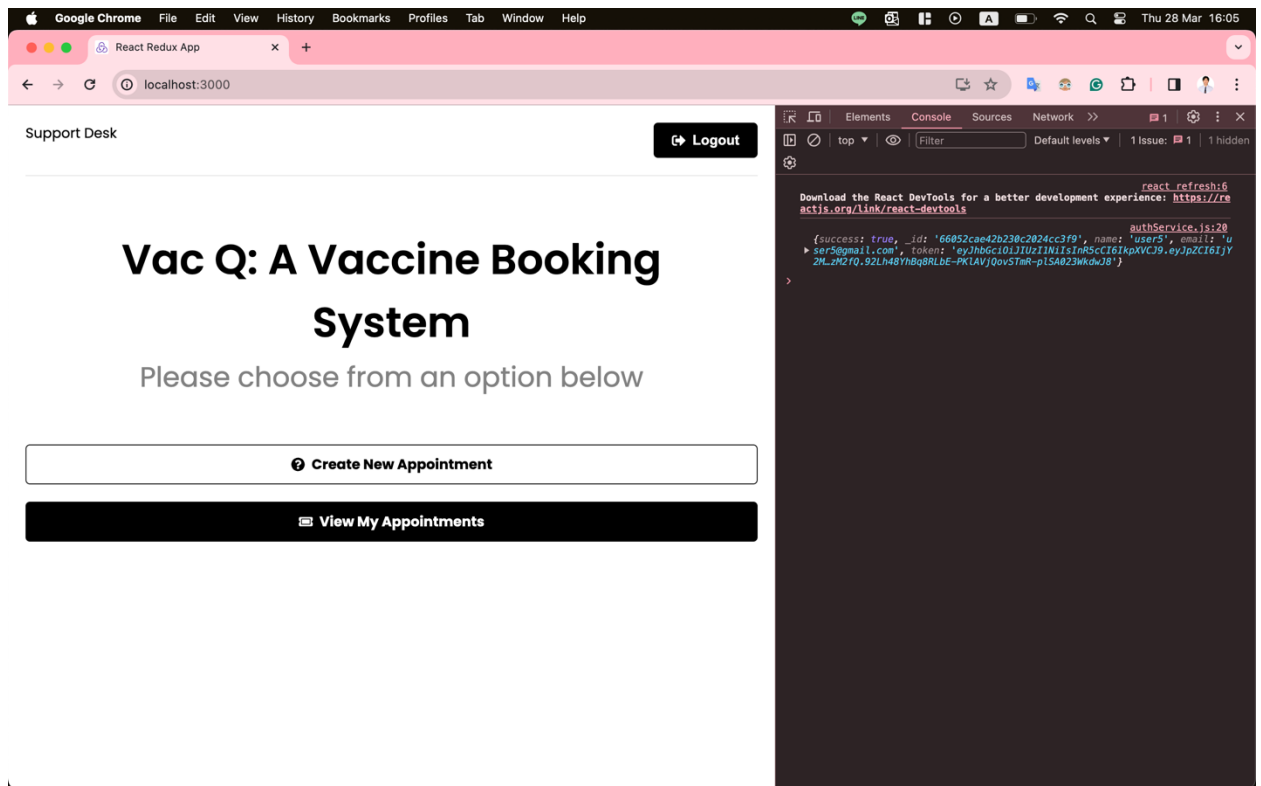 Google Chrome File Edit View History Bookmarks Profiles Tab Window Help LINE A Thu 28 Mar 16:05
React Redux App
localhost:3000
Support Desk
Logout
Vac Q: A Vaccine Booking
System
Please choose from an option below
Create New Appointment
View My Appointments
Elements Console Sources Network 1
top Filter Default levels 1 Issue: 1 1 hidden
react refresh:6
Download the React DevTools for a better development experience: https://re
actjs.org/link/react-devtools
authService.js:20
{success: true, _id: '66052cae42b230c2024cc3f9', name: 'user5', email: 'u
ser5@gmail.com', token: 'eyJhbGciOiJIUzI1NiIsInR5cCI6IkpXVCJ9.eyJpZCI6IjY
2M…zM2fQ.92Lh48YhBq8RLbE-PKlAVjQovSTmR-plSA023WkdwJ8'}